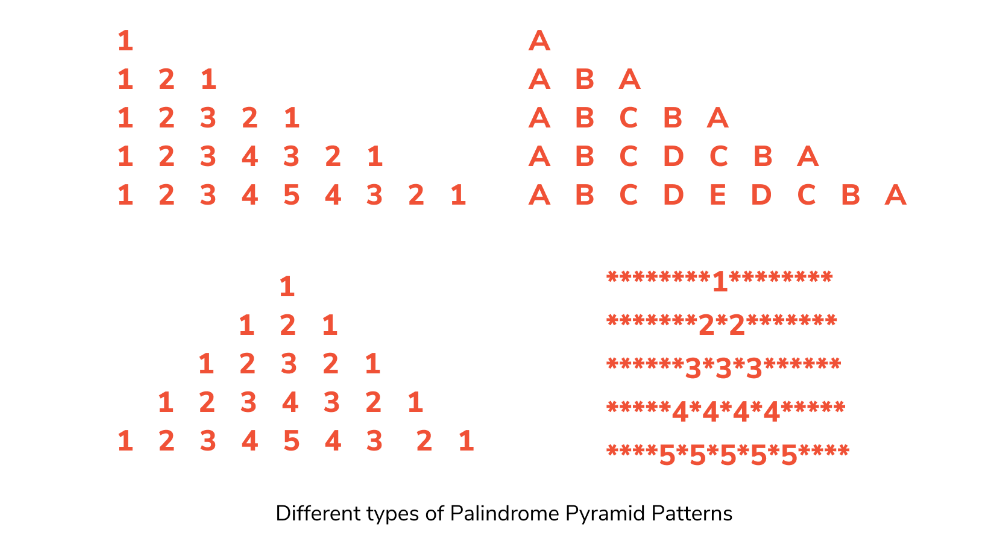 1
1 2 1
1 2 3 2 1
1 2 3 4 3 2 1
1 2 3 4 5 4 3 2 1
A
A B A
A B C B A
A B C D C B A
A B C D E D C B A
1
1 2 1
1 2 3 2 1
1 2 3 4 3 2 1
1 2 3 4 5 4 3 2 1
********1********
*******2*2*******
******3*3*3******
*****4*4*4*4*****
****5*5*5*5*5****
Different types of Palindrome Pyramid Patterns